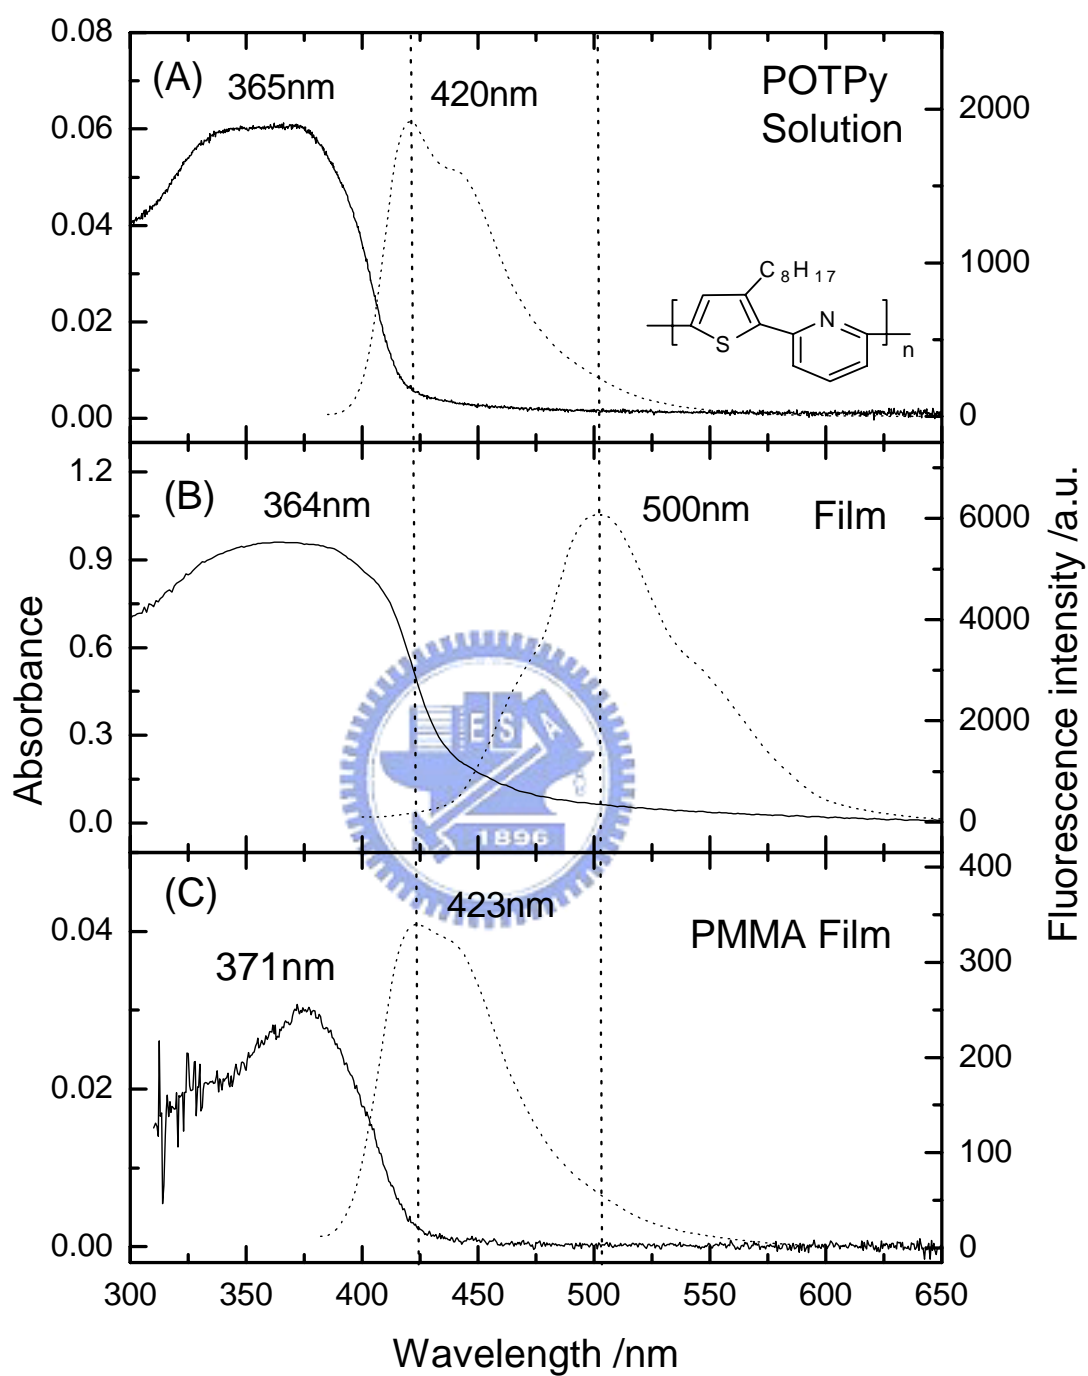 0.08
(A)
365nm
420nm
POTPy
Solution
2000
0.06
0.04
1000
C8H17
0.02
N
S
n
0.00
0
1.2
(B)
364nm
500nm
Film
6000
0.9
4000
0.6
E S A
2000
0.3
1896
0.0
0
Absorbance
Fluorescence intensity /a.u.
(C)
423nm
PMMA Film
400
0.04
371nm
300
200
0.02
100
0.00
0
300 350 400 450 500 550 600 650
Wavelength /nm